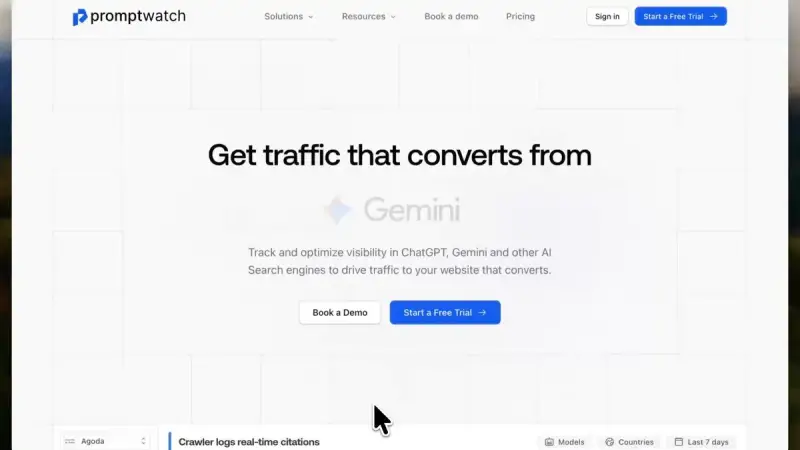 promptwatch
Solutions
Resources
Book a demo
Pricing
Sign in
Start a Free Trial
Get traffic that converts from
Gemini
Track and optimize visibility in ChatGPT, Gemini and other AI
Search engines to drive traffic to your website that converts.
Book a Demo
Start a Free Trial
Agoda
Crawler logs real-time citations
Models
Countries
Last 7 days